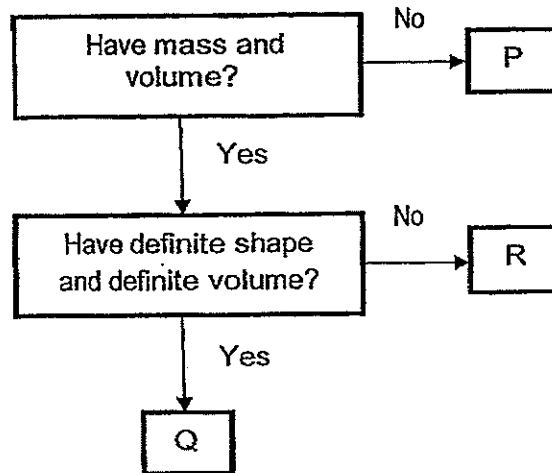 No
Have mass and
volume?
P
Yes
No
Have definite shape
and definite volume?
R
Yes
Q